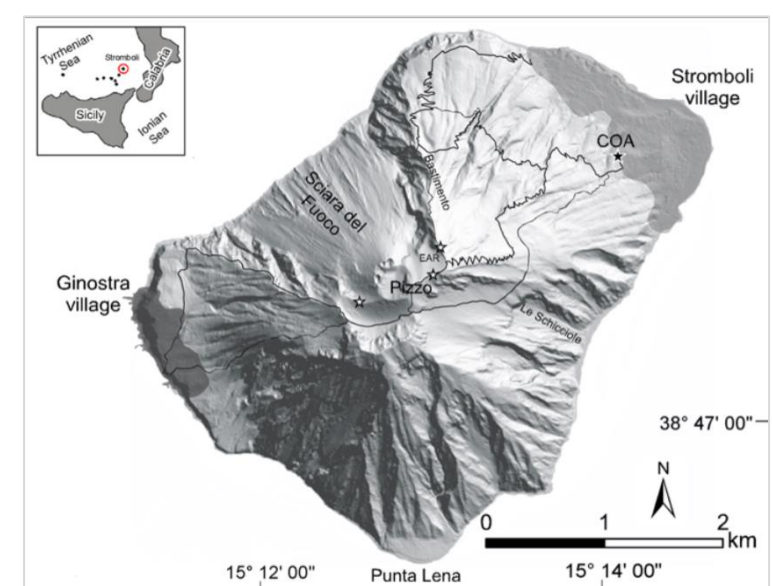 Tyrrhenian
Sea
Stromboli
Calabria
Sicily
Ionian
Sea
Stromboli
village
COA
Bastimento
Sciara del
Fuoco
EAR
Pizzo
Ginostra
village
Le Schicciole
38° 47' 00"
N
0 1 2
km
15° 12' 00"
Punta Lena
15° 14' 00"